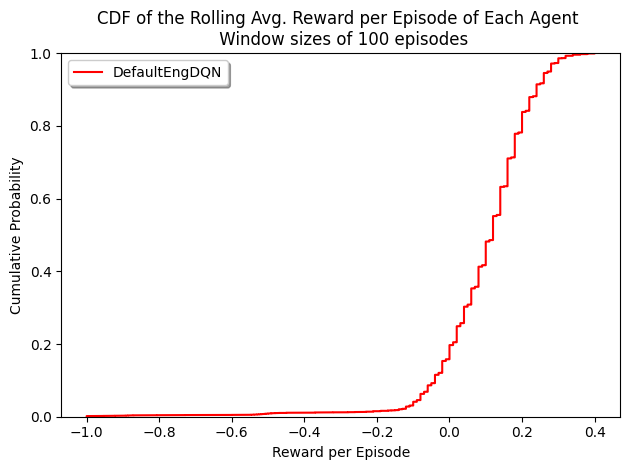 CDF of the Rolling Avg. Reward per Episode of Each Agent
Window sizes of 100 episodes
DefaultEngDQN
1.0
0.8
0.6
0.4
0.2
0.0
Cumulative Probability
−1.0 −0.8 −0.6 −0.4 −0.2 0.0 0.2 0.4
Reward per Episode